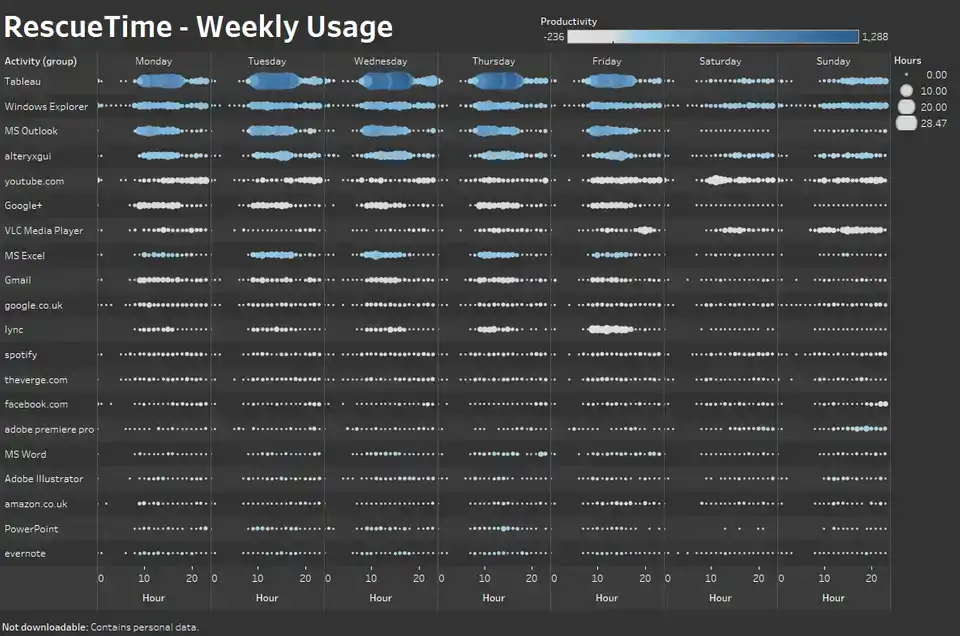 RescueTime - Weekly Usage
Productivity
-236 1,288
Activity (group) Monday Tuesday Wednesday Thursday Friday Saturday Sunday Hours
Tableau
0.00
Windows Explorer
10.00
20.00
MS Outlook
28.47
alteryxgui
youtube.com
Google+
VLC Media Player
MS Excel
Gmail
google.co.uk
lync
spotify
theverge.com
facebook.com
adobe premiere pro
MS Word
Adobe Illustrator
amazon.co.uk
PowerPoint
evernote
0 10 20 0 10 20 0 10 20 0 10 20 0 10 20 0 10 20 0 10 20
Hour Hour Hour Hour Hour Hour Hour
Not downloadable: Contains personal data.